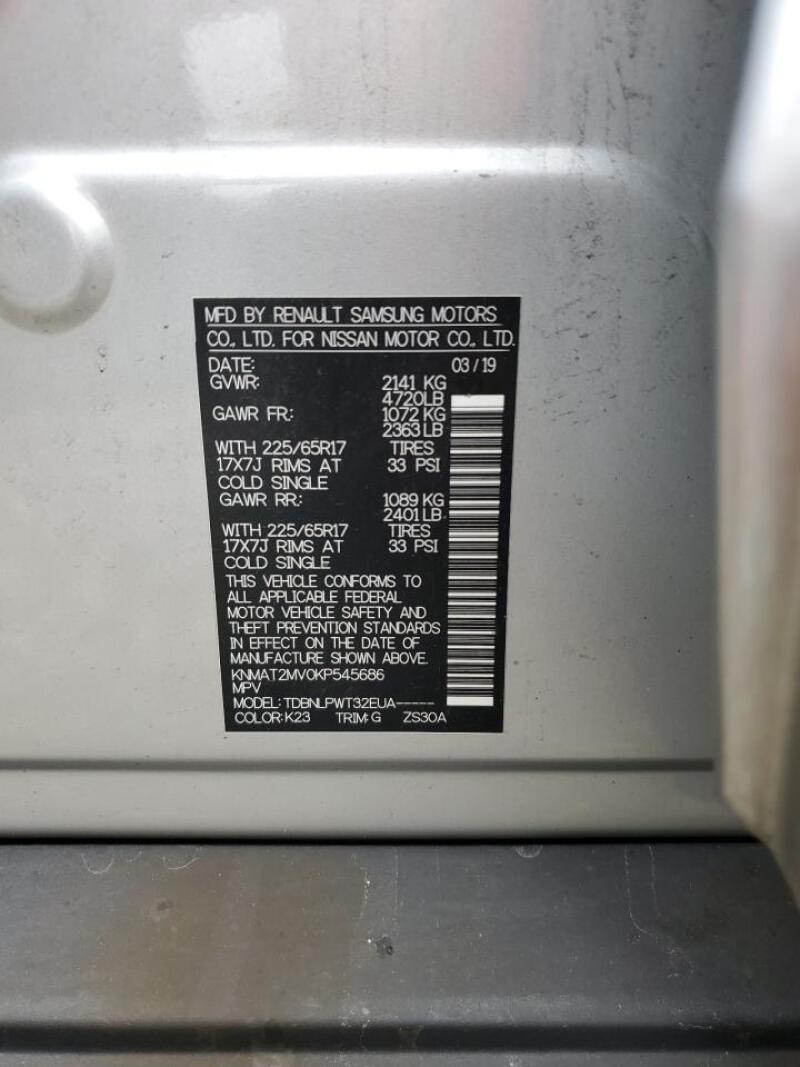 MFD BY RENAULT SAMSUNG MOTORS
CO., LTD. FOR NISSAN MOTOR CO., LTD.
DATE: 03/19
GVWR: 2141 KG
4720LB
GAWR FR: 1072 KG
2363 LB
WITH 225/65R17 TIRES
17X7J RIMS AT 33 PSI
COLD SINGLE
GAWR RR: 1089 KG
2401 LB
WITH 225/65R17 TIRES
17X7J RIMS AT 33 PSI
COLD SINGLE
THIS VEHICLE CONFORMS TO
ALL APPLICABLE FEDERAL
MOTOR VEHICLE SAFETY AND
THEFT PREVENTION STANDARDS
IN EFFECT ON THE DATE OF
MANUFACTURE SHOWN ABOVE.
KNMAT2MV0KP545686
MPV
MODEL: TDBNLPWT32EUA------
COLOR: K23 TRIM: G ZS30A